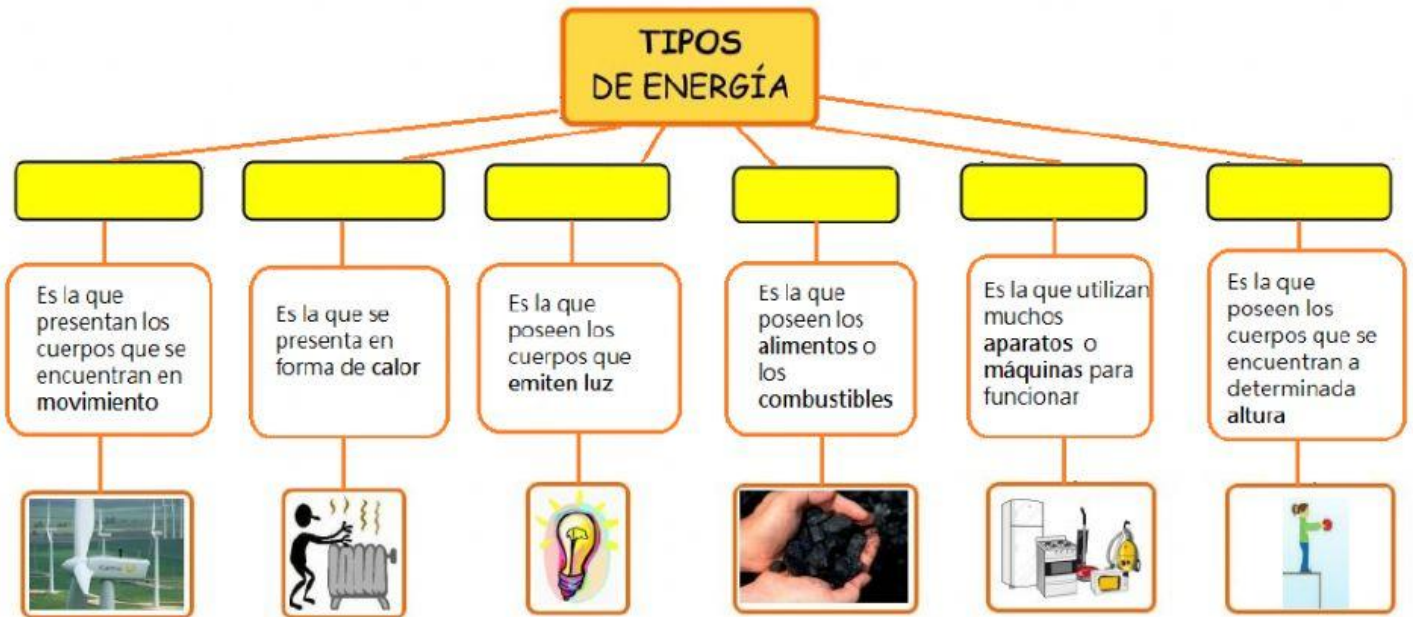 TIPOS
DE ENERGÍA
Es la que
presentan los
cuerpos que se
encuentran en
movimiento
Es la que se
presenta en
forma de calor
Es la que
poseen los
cuerpos que
emiten luz
Es la que
poseen los
alimentos o
los
combustibles
Es la que utilizan
muchos
aparatos o
máquinas para
funcionar
Es la que
poseen los
cuerpos que se
encuentran a
determinada
altura